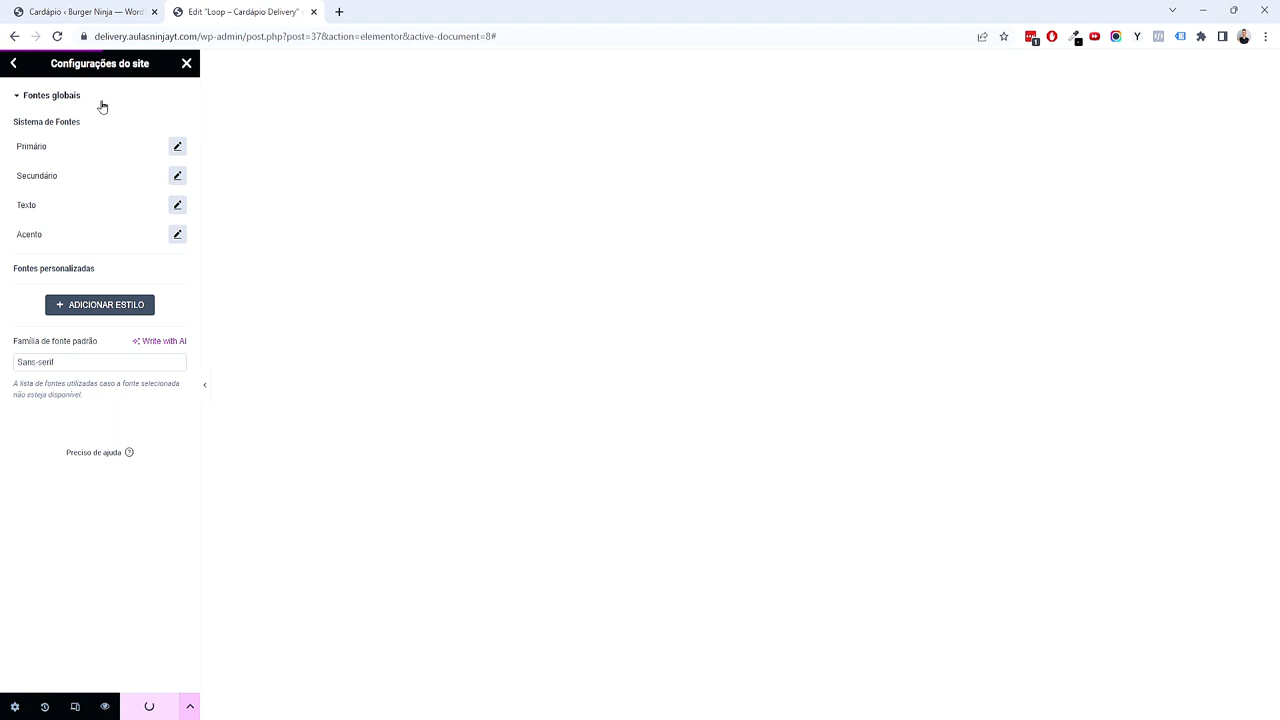 Cardápio ‹ Burger Ninja — Word
Edit "Loop – Cardápio Delivery"
delivery.aulasninjayt.com/wp-admin/post.php?post=37&action=elementor&active-document=8#
1
Configurações do site
Fontes globais
Sistema de Fontes
Primário
Secundário
Texto
Acento
Fontes personalizadas
+ ADICIONAR ESTILO
Família de fonte padrão
Write with AI
Sans-serif
A lista de fontes utilizadas caso a fonte selecionada
não esteja disponível.
Preciso de ajuda